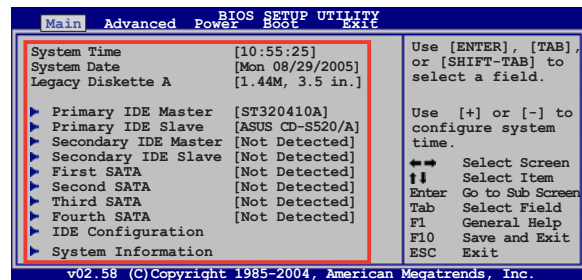 BIOS SETUP UTILITY
Main Advanced Power Boot Exit
System Time [10:55:25]
System Date [Mon 08/29/2005]
Legacy Diskette A [1.44M, 3.5 in.]
Primary IDE Master [ST320410A]
Primary IDE Slave [ASUS CD-S520/A]
Secondary IDE Master [Not Detected]
Secondary IDE Slave [Not Detected]
First SATA [Not Detected]
Second SATA [Not Detected]
Third SATA [Not Detected]
Fourth SATA [Not Detected]
IDE Configuration
System Information
Use [ENTER], [TAB],
or [SHIFT-TAB] to
select a field.
Use [+] or [-] to
configure system
time.
Select Screen
Select Item
Enter Go to Sub Screen
Tab Select Field
F1 General Help
F10 Save and Exit
ESC Exit
v02.58 (C)Copyright 1985-2004, American Megatrends, Inc.